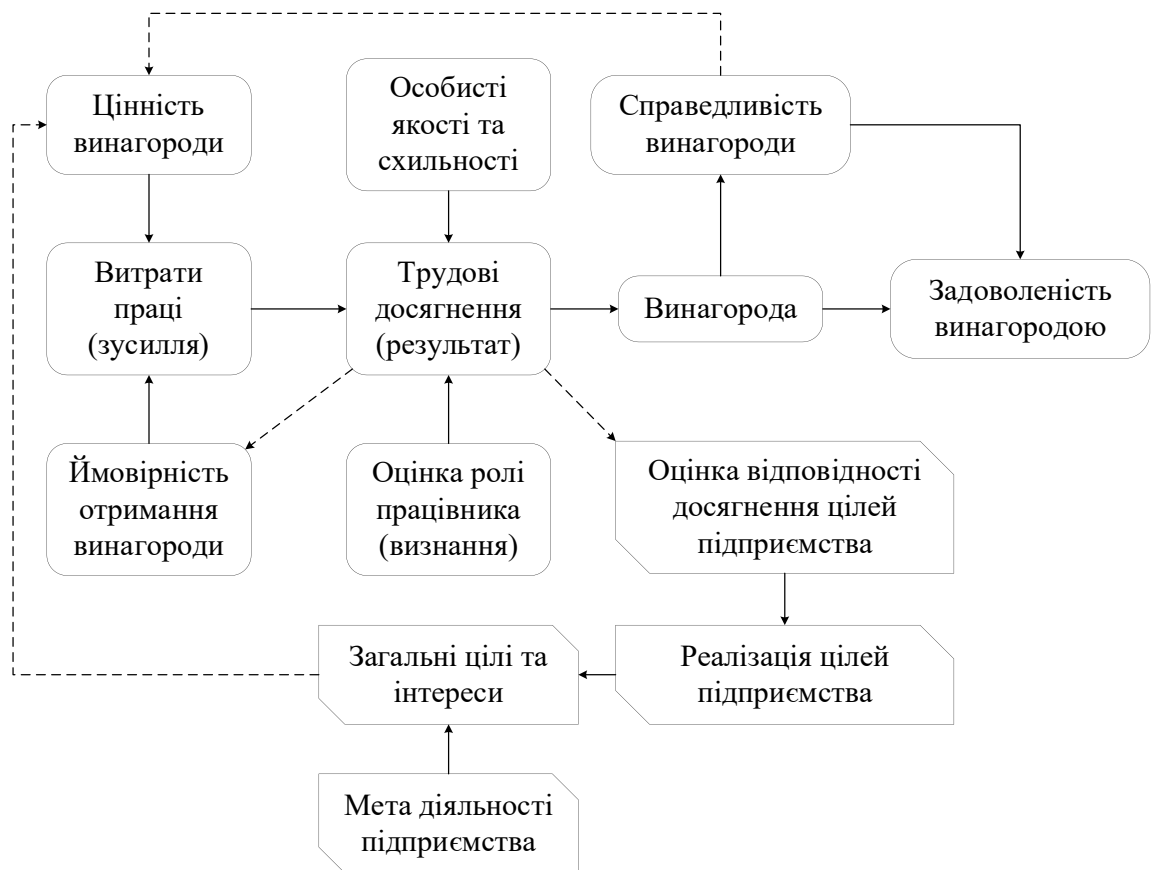 Цінність
винагороди
Особисті
якості та
схильності
Справедливість
винагороди
Витрати
праці
(зусилля)
Трудові
досягнення
(результат)
Винагорода
Задоволеність
винагородою
Ймовірність
отримання
винагороди
Оцінка ролі
працівника
(визнання)
Оцінка відповідності
досягнення цілей
підприємства
Загальні цілі та
інтереси
Реалізація цілей
підприємства
Мета діяльності
підприємства